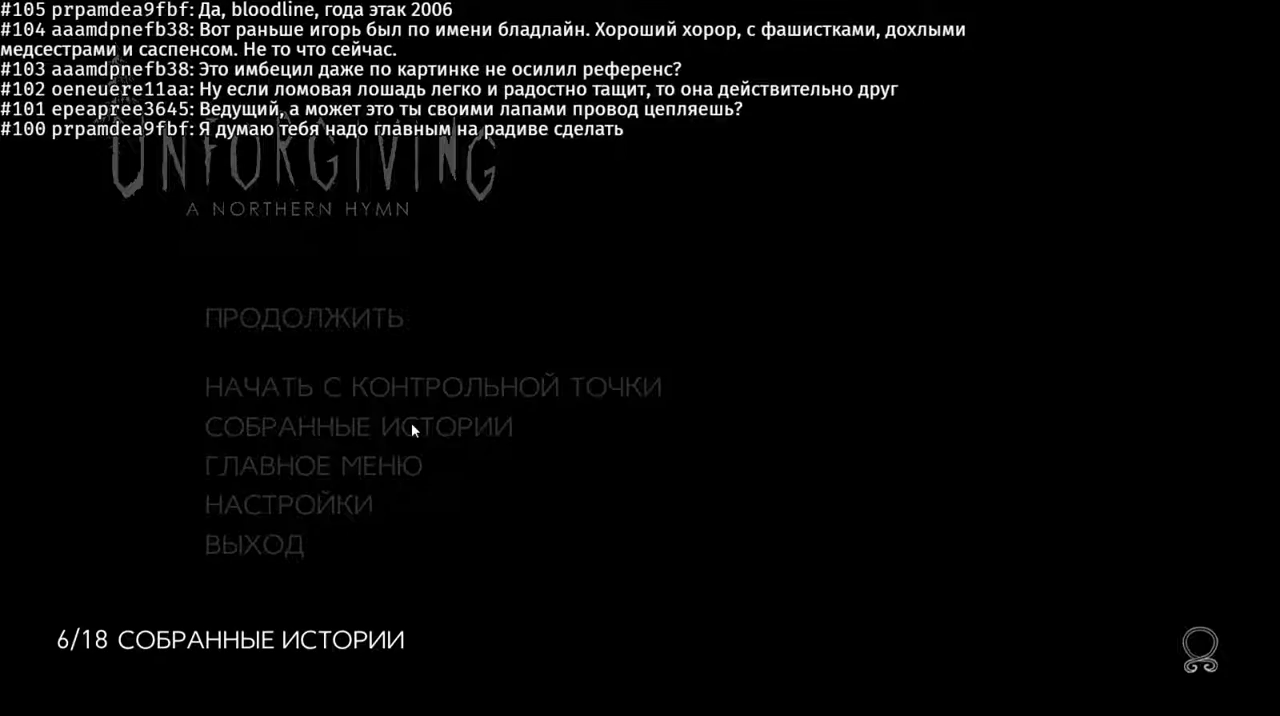 #105 prpamdea9fbf: Да, bloodline, года этак 2006
#104 aaamdpnefb38: Вот раньше игорь был по имени бладлайн. Хороший хорор, с фашистками, дохлыми
медсестрами и саспенсом. Не то что сейчас.
#103 aaamdpnefb38: Это имбецил даже по картинке не осилил референс?
#102 oeneuere11aa: Ну если ломовая лошадь легко и радостно тащит, то она действительно друг
#101 epeapree3645: Ведущий, а может это ты своими лапами провод цепляешь?
#100 prpamdea9fbf: Я думаю тебя надо главным на радиве сделать
UNFORGIVING
A NORTHERN HYMN
ПРОДОЛЖИТЬ
НАЧАТЬ С КОНТРОЛЬНОЙ ТОЧКИ
СОБРАННЫЕ ИСТОРИИ
ГЛАВНОЕ МЕНЮ
НАСТРОЙКИ
ВЫХОД
6/18 СОБРАННЫЕ ИСТОРИИ